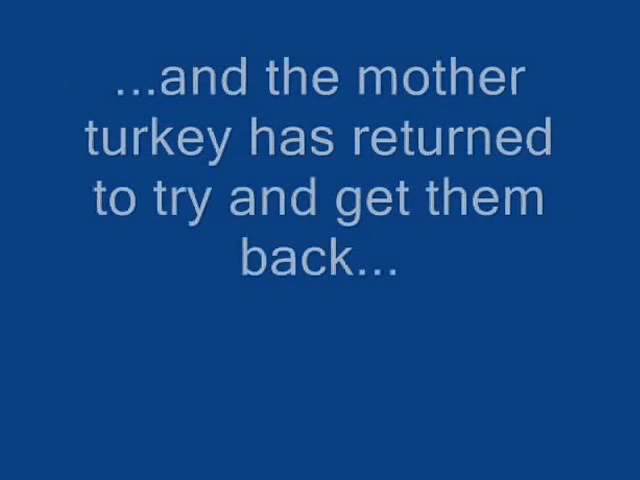 ...and the mother
turkey has returned
to try and get them
back...